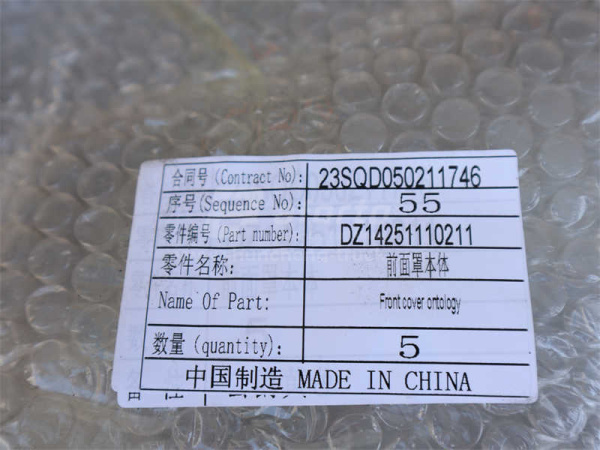 合同号(Contract No): 23SQD050211746
序号(Sequence No): 55
零件编号(Part number): DZ14251110211
零件名称: 前面罩本体
Name Of Part: Front cover ortology
数量(quantity): 5
中国制造 MADE IN CHINA